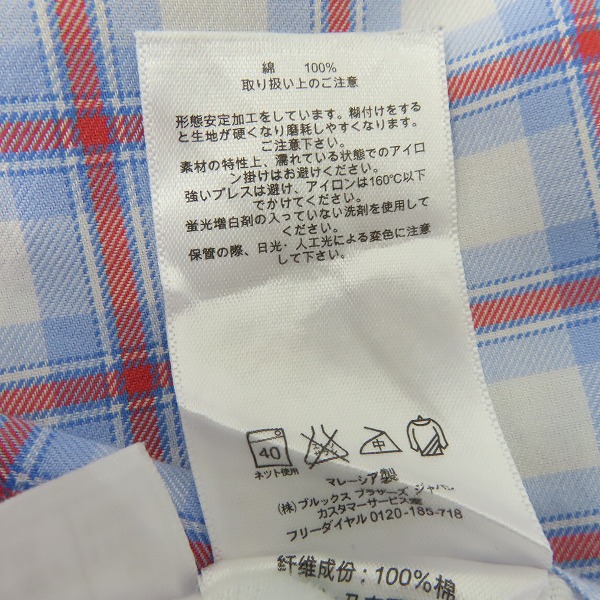 綿 100%
取り扱い上のご注意
形態安定加工をしています。糊付けをする
と生地が硬くなり磨耗しやすくなります。
ご注意下さい。
素材の特性上、濡れている状態でのアイロ
ン掛けはお避けください。
強いプレスは避け、アイロンは160℃以下
でかけてください。
蛍光増白剤の入っていない洗剤を使用して
ください。
保管の際、日光・人工光による変色に注意
して下さい。
40
中
ネット使用
マレーシア製
(株)ブルックス ブラザーズ ジャパン
カスタマーサービス室
フリーダイヤル 0120-185-718
纤维成份：100%棉